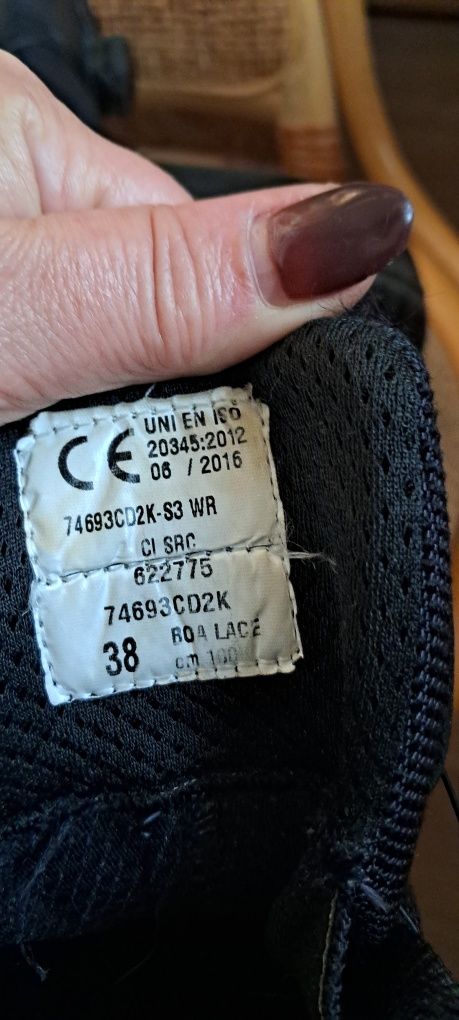 CE UNI EN ISO
20345:2012
06 / 2016
74693CD2K-S3 WR
CI SRC
622775
74693CD2K
38 BOA LACE
cm 100